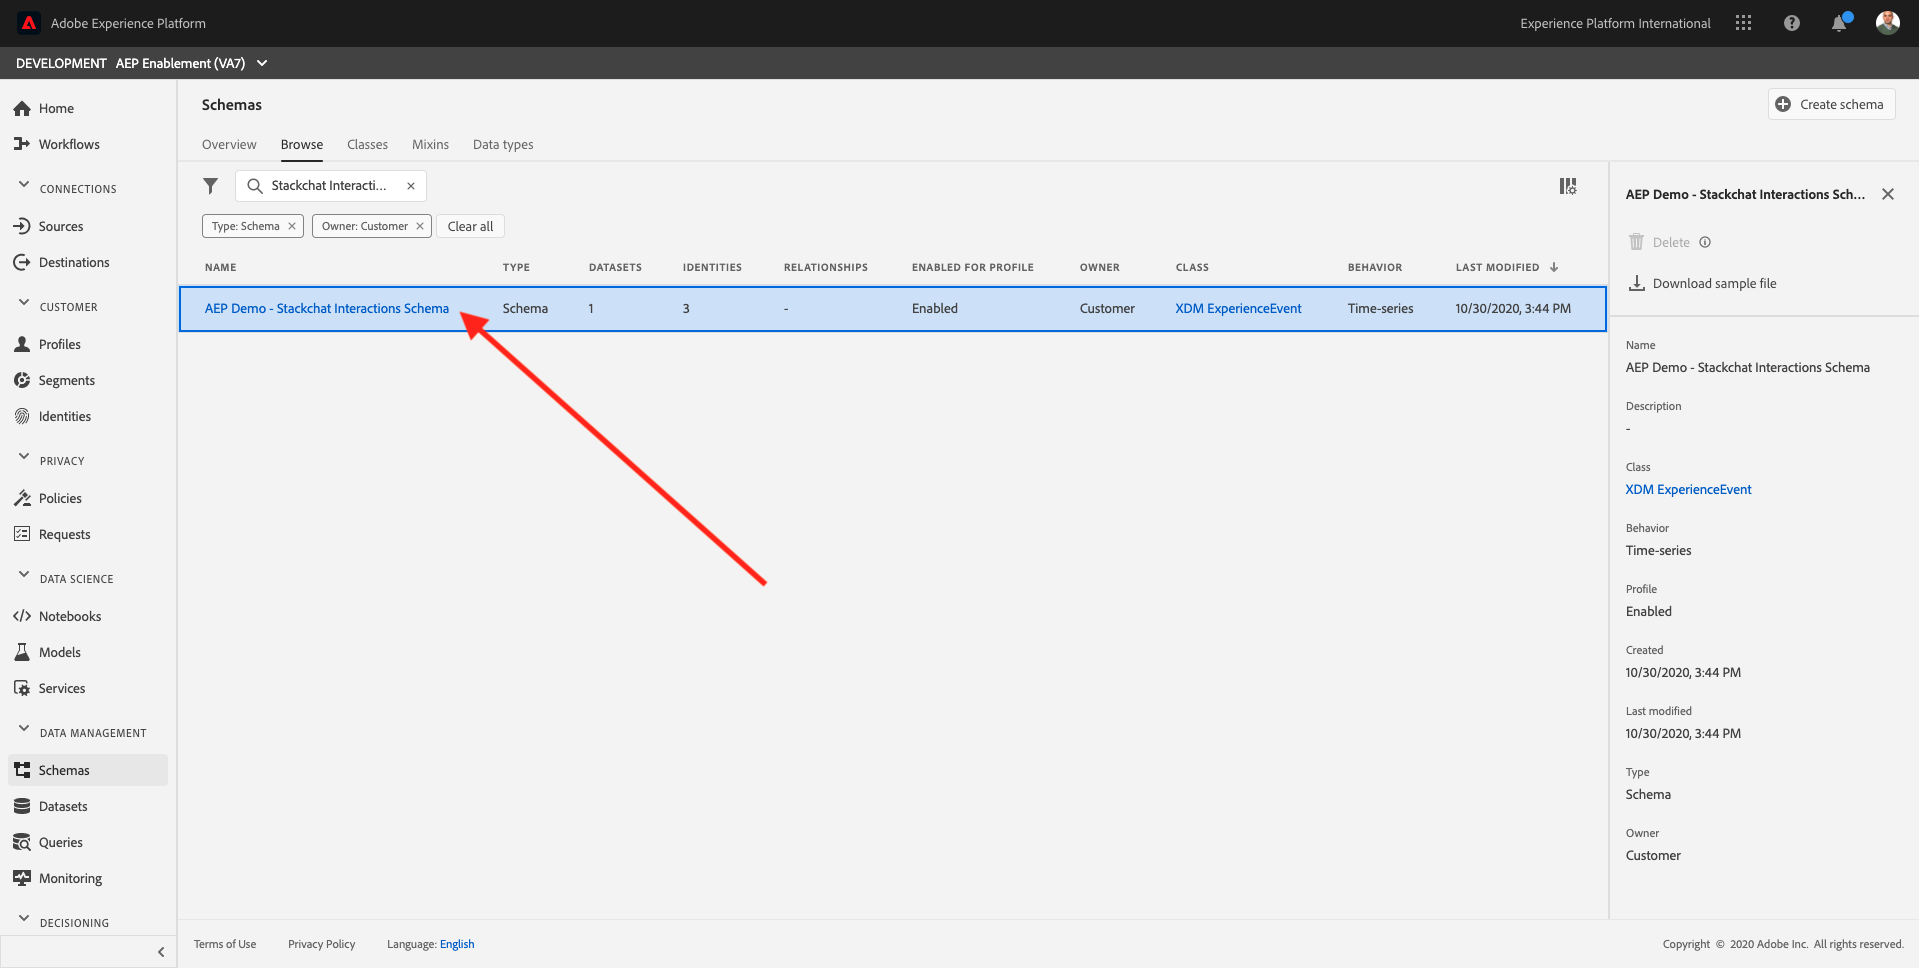 Adobe Experience Platform
Experience Platform International
DEVELOPMENT AEP Enablement (VA7)
Home
Workflows
CONNECTIONS
Sources
Destinations
CUSTOMER
Profiles
Segments
Identities
PRIVACY
Policies
Requests
DATA SCIENCE
Notebooks
Models
Services
DATA MANAGEMENT
Schemas
Datasets
Queries
Monitoring
DECISIONING
Schemas
Create schema
Overview Browse Classes Mixins Data types
Stackchat Interacti...
Type: Schema Owner: Customer Clear all
NAME TYPE DATASETS IDENTITIES RELATIONSHIPS ENABLED FOR PROFILE OWNER CLASS BEHAVIOR LAST MODIFIED
AEP Demo - Stackchat Interactions Schema Schema 1 3 - Enabled Customer XDM ExperienceEvent Time-series 10/30/2020, 3:44 PM
AEP Demo - Stackchat Interactions Sch...
Delete
Download sample file
Name
AEP Demo - Stackchat Interactions Schema
Description
-
Class
XDM ExperienceEvent
Behavior
Time-series
Profile
Enabled
Created
10/30/2020, 3:44 PM
Last modified
10/30/2020, 3:44 PM
Type
Schema
Owner
Customer
Terms of Use Privacy Policy Language: English
Copyright © 2020 Adobe Inc. All rights reserved.